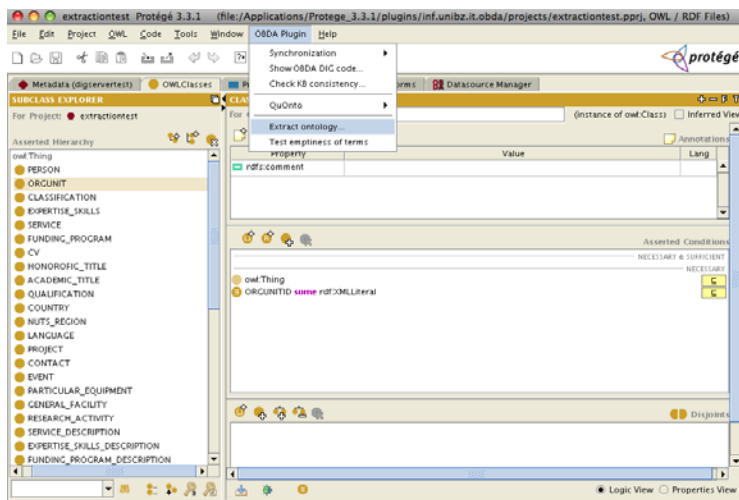 extractiontest Protégé 3.3.1 (file:/Applications/Protege_3.3.1/plugins/inf.unibz.it.obda/projects/extractiontest.pprj, OWL / RDF Files)
File Edit Project OWL Code Tools Window OBDA Plugin Help
protégé
Synchronization
Show OBDA DIG code...
Check KB consistency...
QuOnto
Extract ontology...
Test emptiness of terms
Metadata (digservertest) OWLClasses Datasource Manager
SUBCLASS EXPLORER
For Project: extractiontest
(instance of owl:Class) Inferred View
Asserted Hierarchy
Annotations
Property Value Lang
rdfs:comment
owl:Thing
PERSON
ORGUNIT
CLASSIFICATION
EXPERTISE_SKILLS
SERVICE
FUNDING_PROGRAM
CV
HONOROFIC_TITLE
ACADEMIC_TITLE
QUALIFICATION
COUNTRY
NUTS_REGION
LANGUAGE
PROJECT
CONTACT
EVENT
PARTICULAR_EQUIPMENT
GENERAL_FACILITY
RESEARCH_ACTIVITY
SERVICE_DESCRIPTION
EXPERTISE_SKILLS_DESCRIPTION
FUNDING_PROGRAM_DESCRIPTION
Asserted Conditions
NECESSARY & SUFFICIENT
NECESSARY
owl:Thing
ORGUNITID some rdf:XMLLiteral
Disjoints
Logic View Properties View